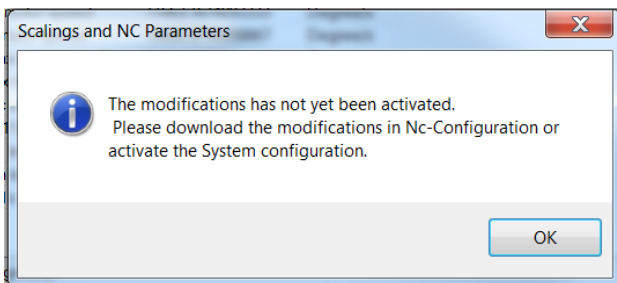 Scalings and NC Parameters
The modifications has not yet been activated.
Please download the modifications in Nc-Configuration or
activate the System configuration.
OK